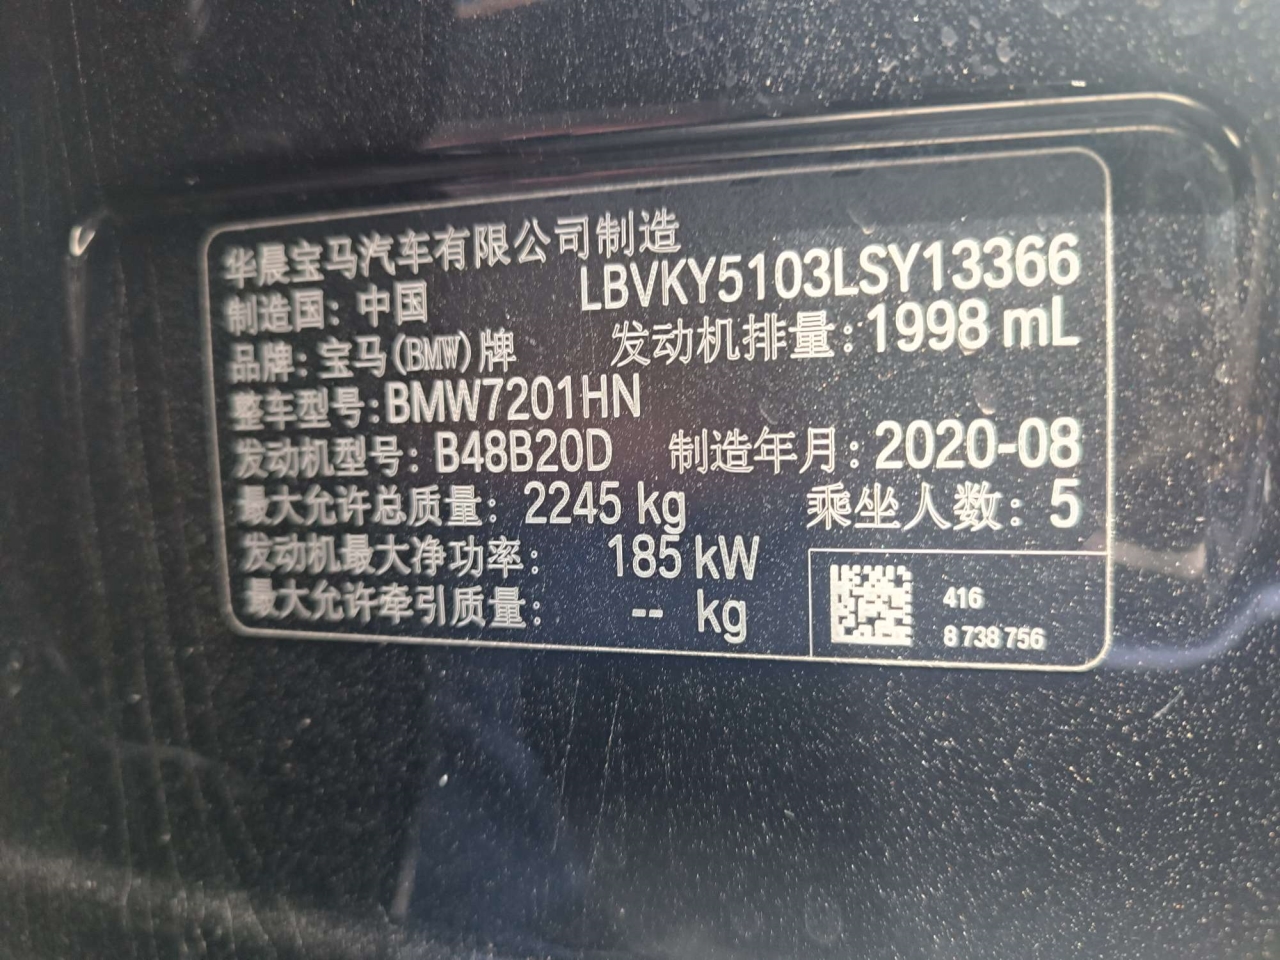 华晨宝马汽车有限公司制造
制造国：中国 LBVKY5103LSY13366
品牌：宝马(BMW)牌 发动机排量：1998 mL
整车型号：BMW7201HN
发动机型号：B48B20D 制造年月：2020-08
最大允许总质量：2245 kg 乘坐人数：5
发动机最大净功率：185 kW
最大允许牵引质量：-- kg
416
8 738 756